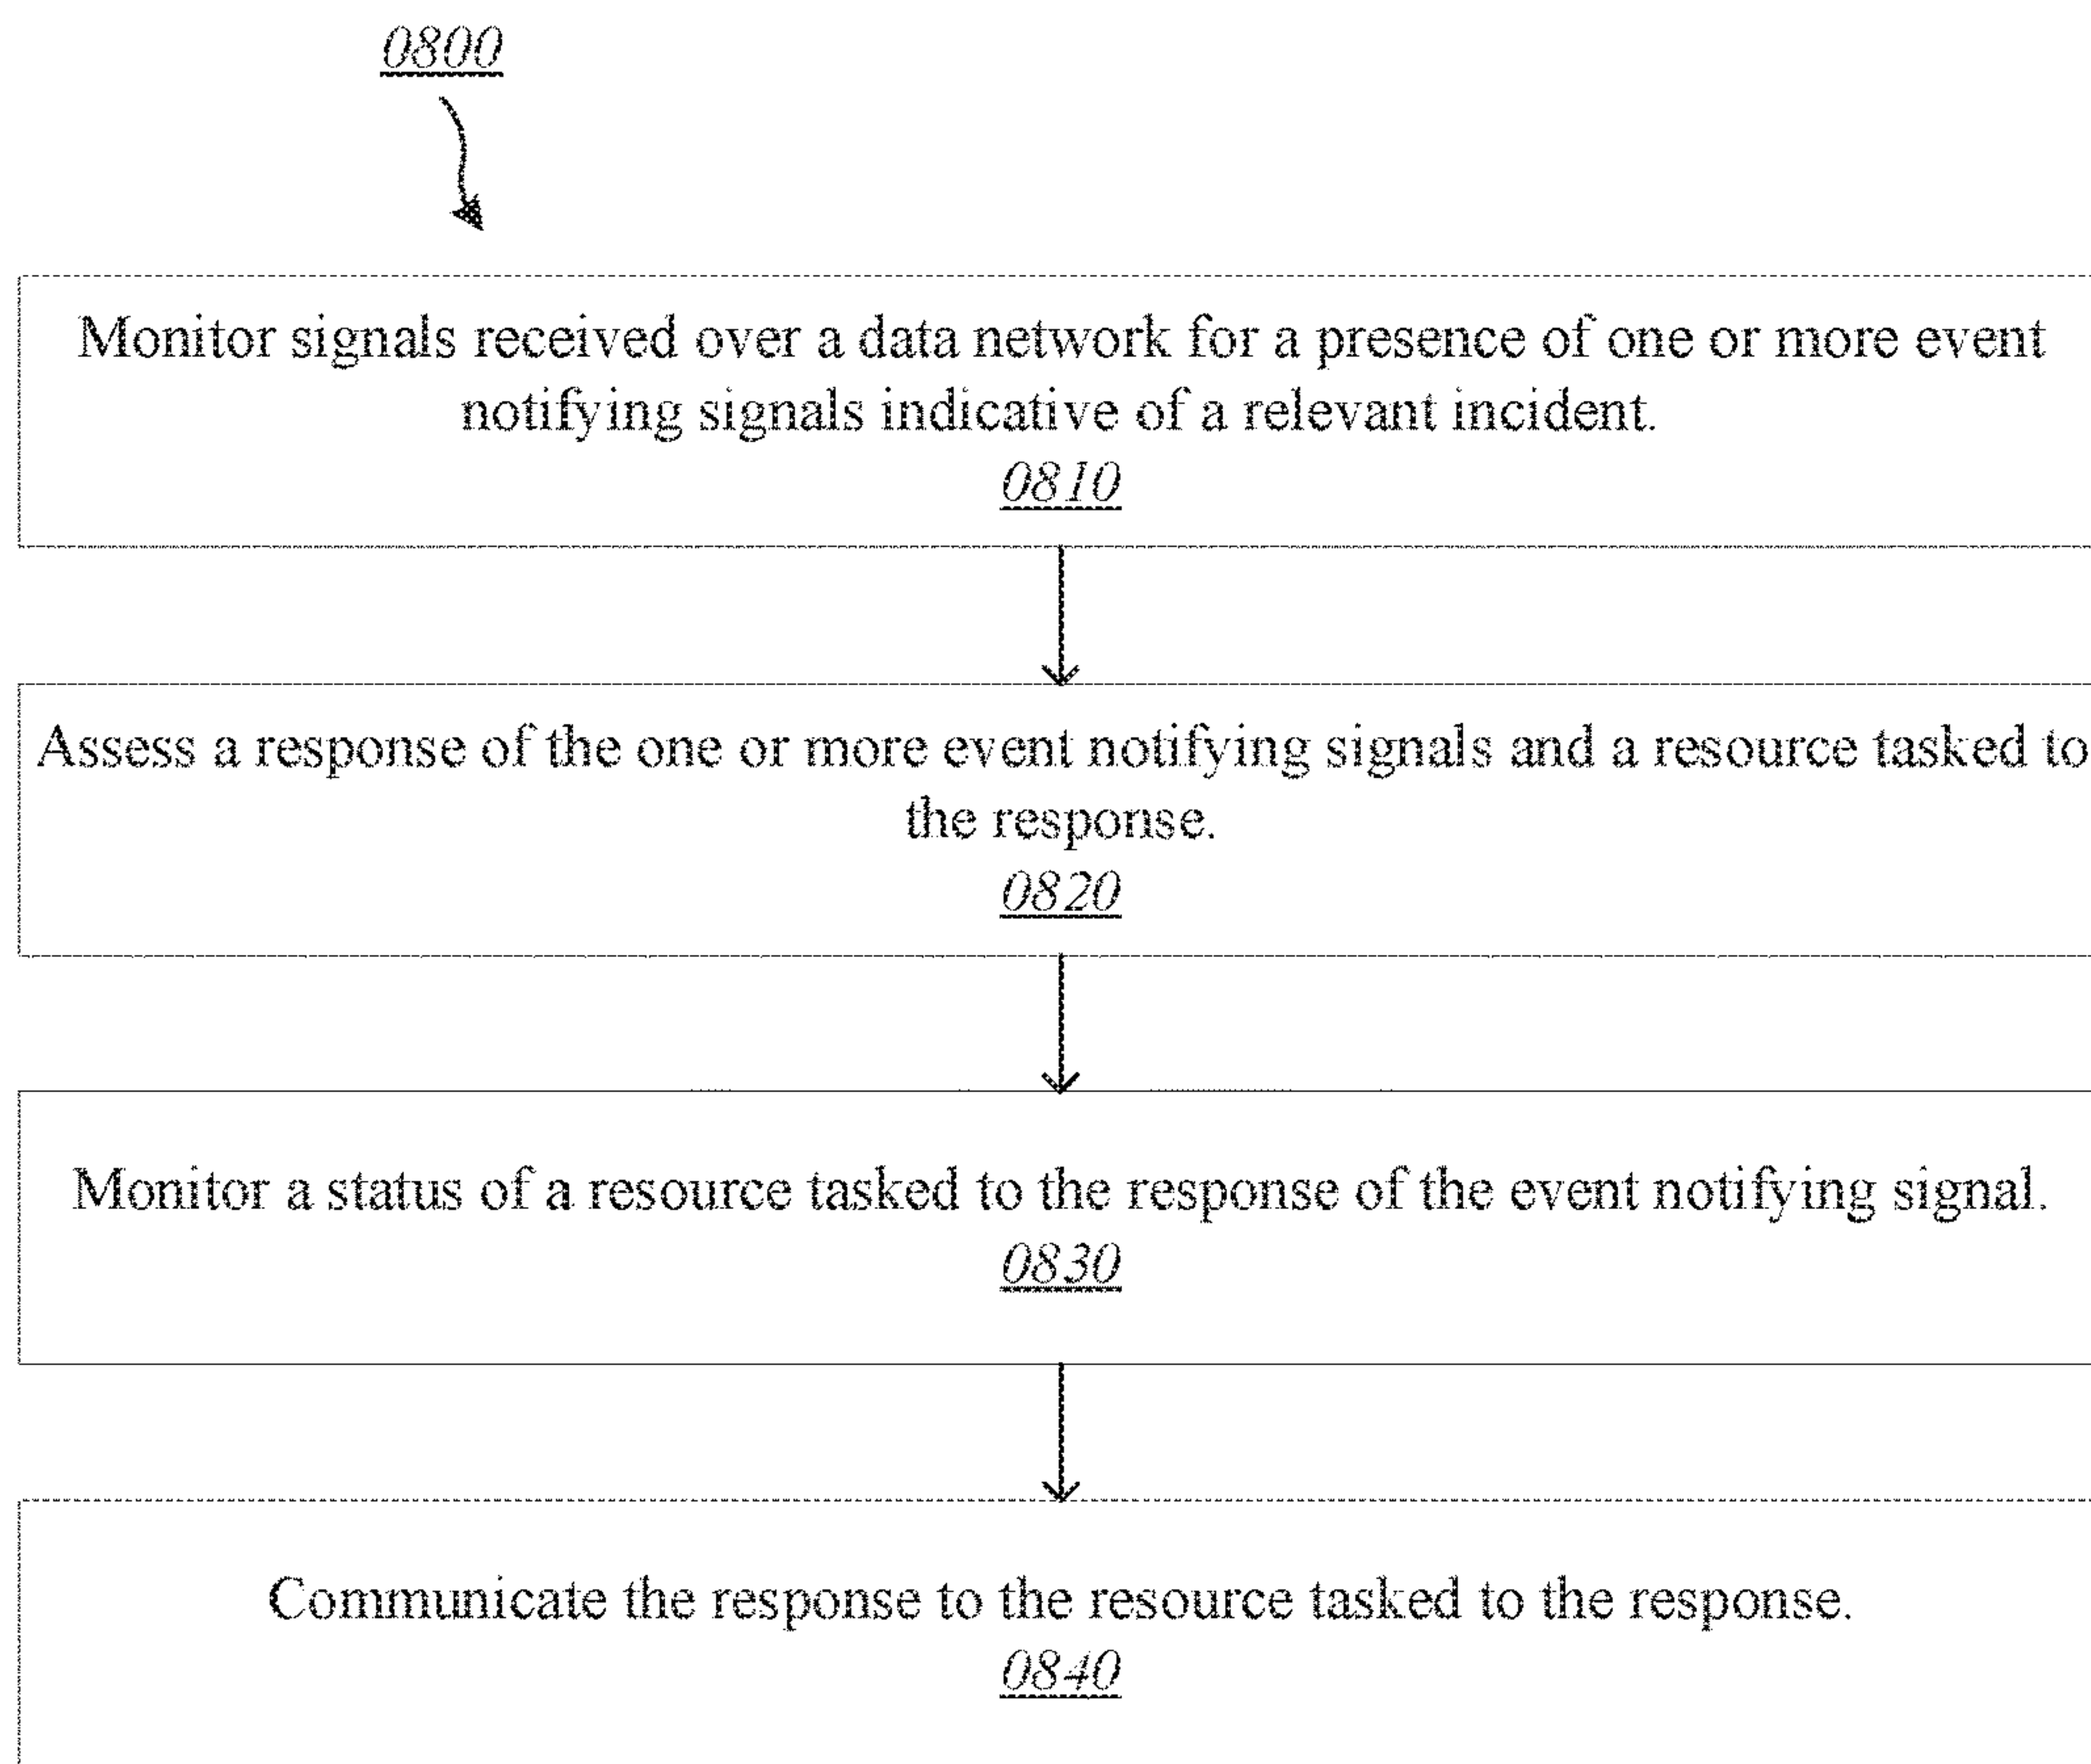 0800
Monitor signals received over a data network for a presence of one or more event
notifying signals indicative of a relevant incident.
0810
Assess a response of the one or more event notifying signals and a resource tasked to
the response.
0820
Monitor a status of a resource tasked to the response of the event notifying signal.
0830
Communicate the response to the resource tasked to the response.
0840